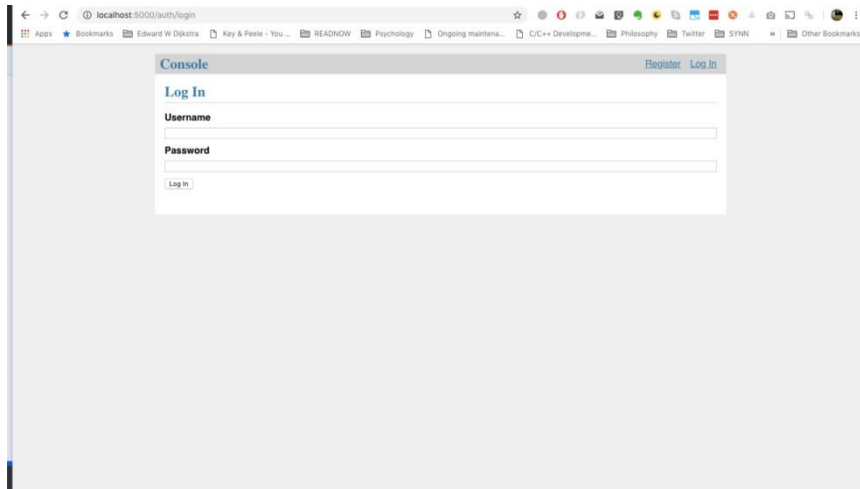 localhost:5000/auth/login
Apps Bookmarks Edward W Dijkstra Key & Peele - You ... READNOW Psychology Ongoing maintena... C/C++ Developme... Philosophy Twitter SYNN » Other Bookmarks
Console Register Log In
Log In
Username
Password
Log In